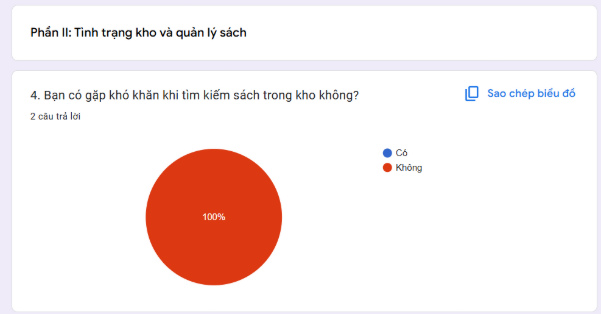 Phần II: Tình trạng kho và quản lý sách
4. Bạn có gặp khó khăn khi tìm kiếm sách trong kho không?
Sao chép biểu đồ
2 câu trả lời
Có
Không
100%